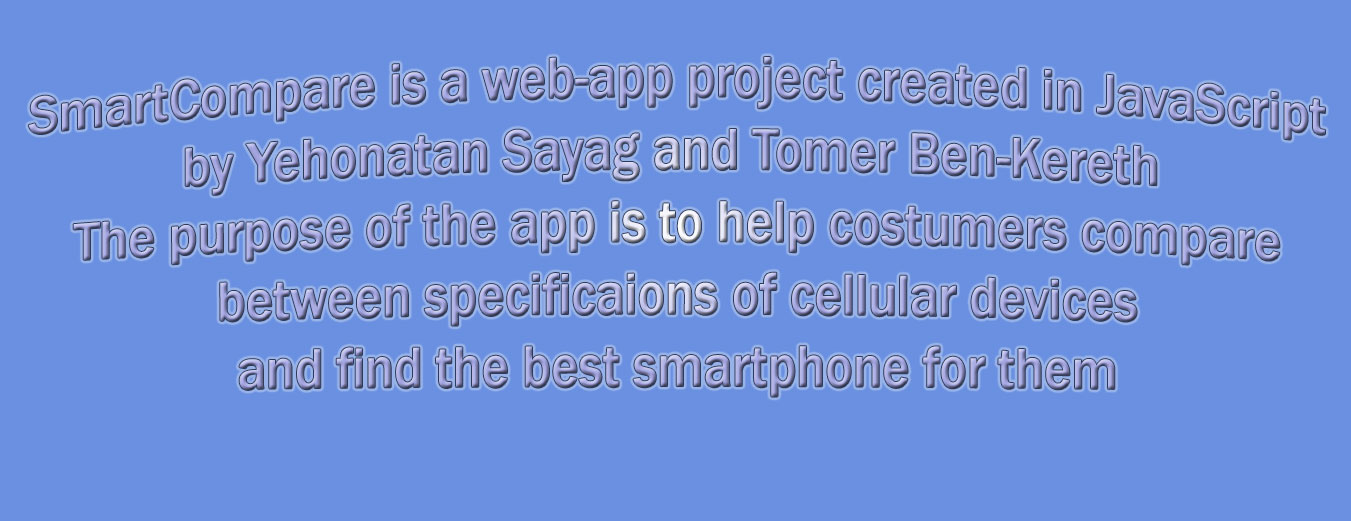 SmartCompare is a web-app project created in JavaScript
by Yehonatan Sayag and Tomer Ben-Kereth
The purpose of the app is to help costumers compare
between specificaions of cellular devices
and find the best smartphone for them